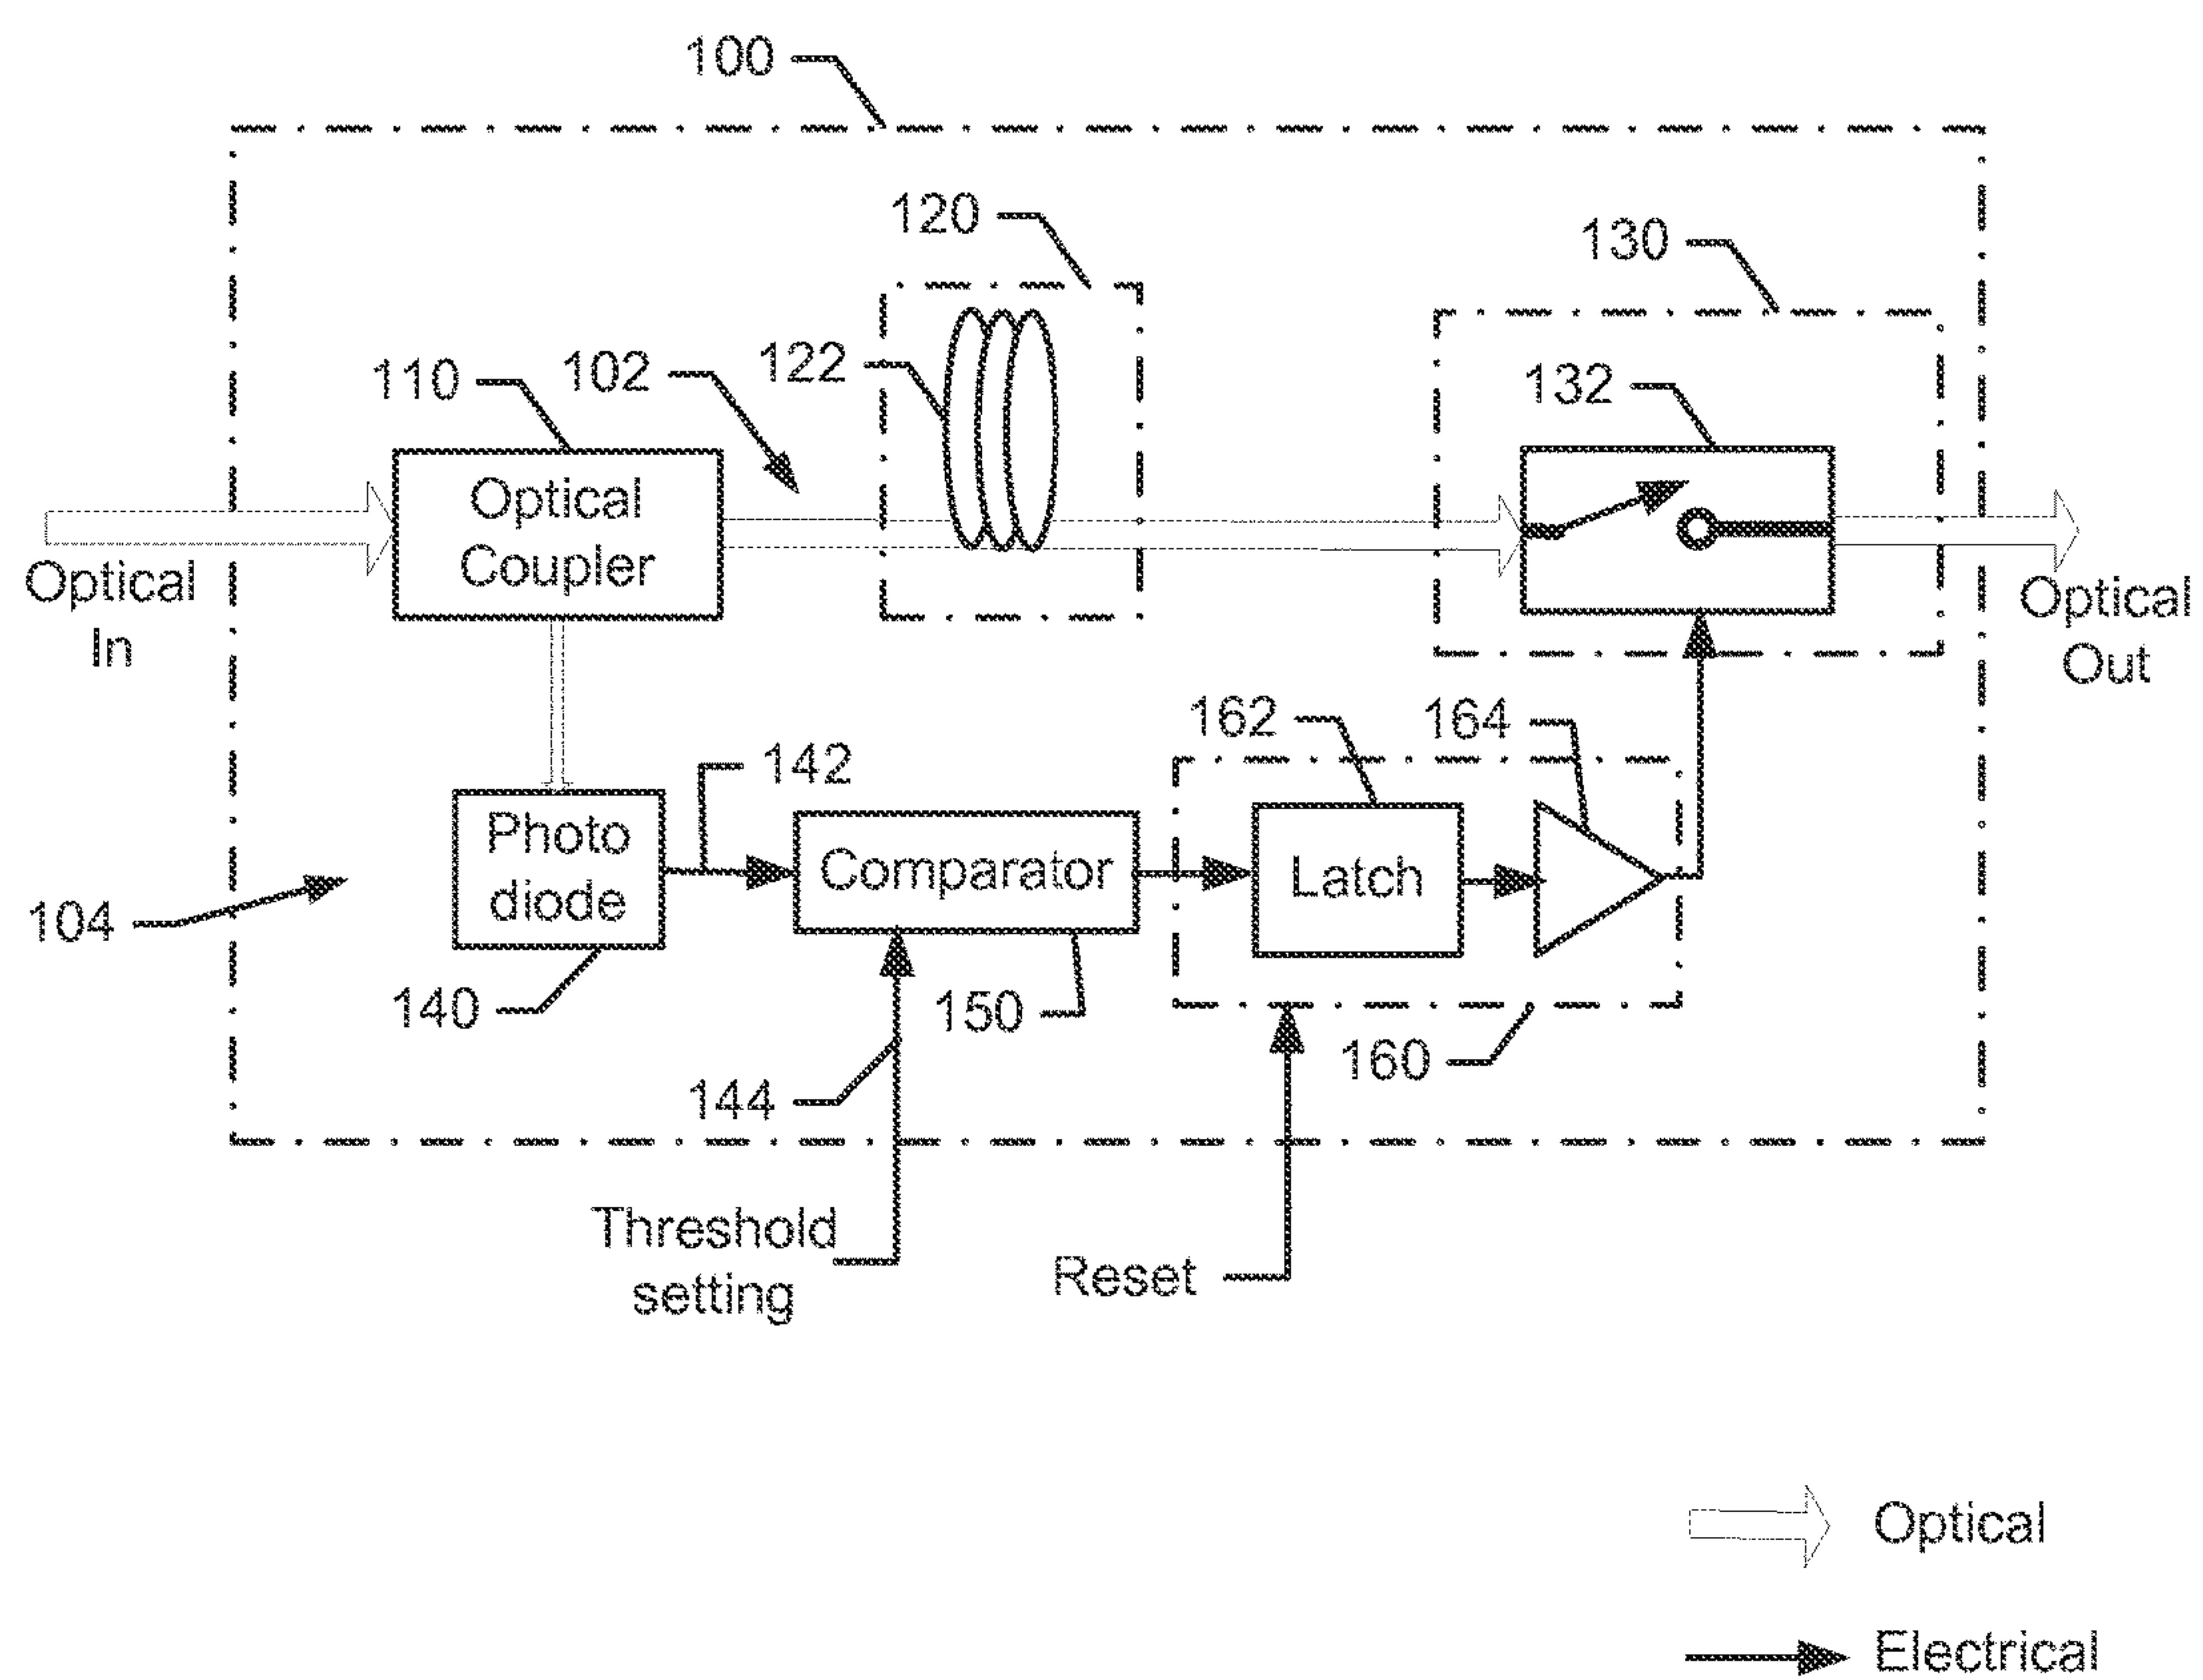 100
120
130
122
102
110
132
Optical
Coupler
Optical
In
Optical
Out
162
164
142
Photo
diode
Comparator
Latch
104
140
150
160
144
Threshold
setting
Reset
Optical
Electrical